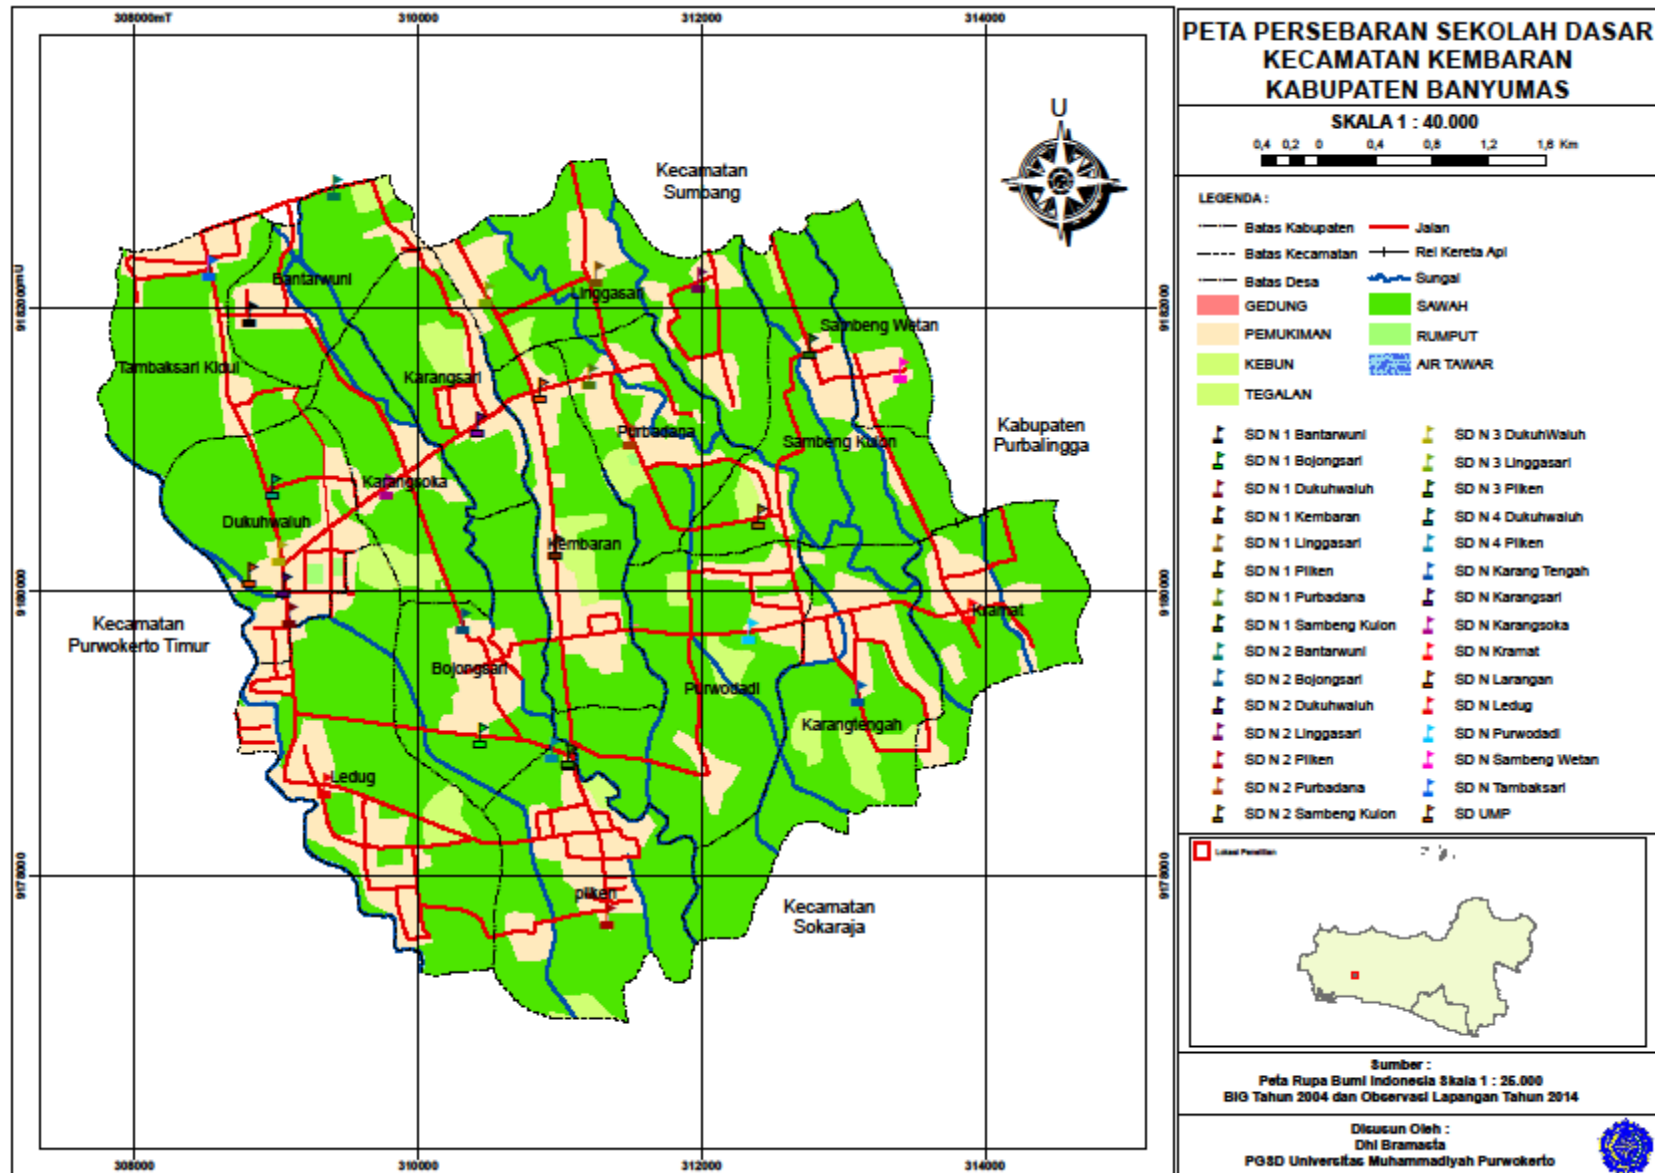 308000mT 310000 312000 314000
9182000mU
9180000
9178000
9182000
9180000
9178000
308000 310000 312000 314000
U
Kecamatan
Sumbang
Kabupaten
Purbalingga
Kecamatan
Purwokerto Timur
Kecamatan
Sokaraja
Bantarwuni
Linggasari
Sambeng Wetan
Tambaksari Kidul
Karangsari
Purbadana
Sambeng Kulon
Karangsoka
Dukuhwaluh
Kembaran
Kramat
Bojongsari
Purwodadi
Karangtengah
Ledug
pliken
PETA PERSEBARAN SEKOLAH DASAR
KECAMATAN KEMBARAN
KABUPATEN BANYUMAS
SKALA 1 : 40.000
0,4 0,2 0 0,4 0,8 1,2 1,6 Km
LEGENDA :
Batas Kabupaten Jalan
Batas Kecamatan Rel Kereta Api
Batas Desa Sungai
GEDUNG SAWAH
PEMUKIMAN RUMPUT
KEBUN AIR TAWAR
TEGALAN
SD N 1 Bantarwuni SD N 3 DukuhWaluh
SD N 1 Bojongsari SD N 3 Linggasari
SD N 1 Dukuhwaluh SD N 3 Pliken
SD N 1 Kembaran SD N 4 Dukuhwaluh
SD N 1 Linggasari SD N 4 Pliken
SD N 1 Pliken SD N Karang Tengah
SD N 1 Purbadana SD N Karangsari
SD N 1 Sambeng Kulon SD N Karangsoka
SD N 2 Bantarwuni SD N Kramat
SD N 2 Bojongsari SD N Larangan
SD N 2 Dukuhwaluh SD N Ledug
SD N 2 Linggasari SD N Purwodadi
SD N 2 Pliken SD N Sambeng Wetan
SD N 2 Purbadana SD N Tambaksari
SD N 2 Sambeng Kulon SD UMP
Lokasi Penelitian
Sumber :
Peta Rupa Bumi Indonesia Skala 1 : 25.000
BIG Tahun 2004 dan Observasi Lapangan Tahun 2014
Disusun Oleh :
Dhi Bramasta
PGSD Universitas Muhammadiyah Purwokerto